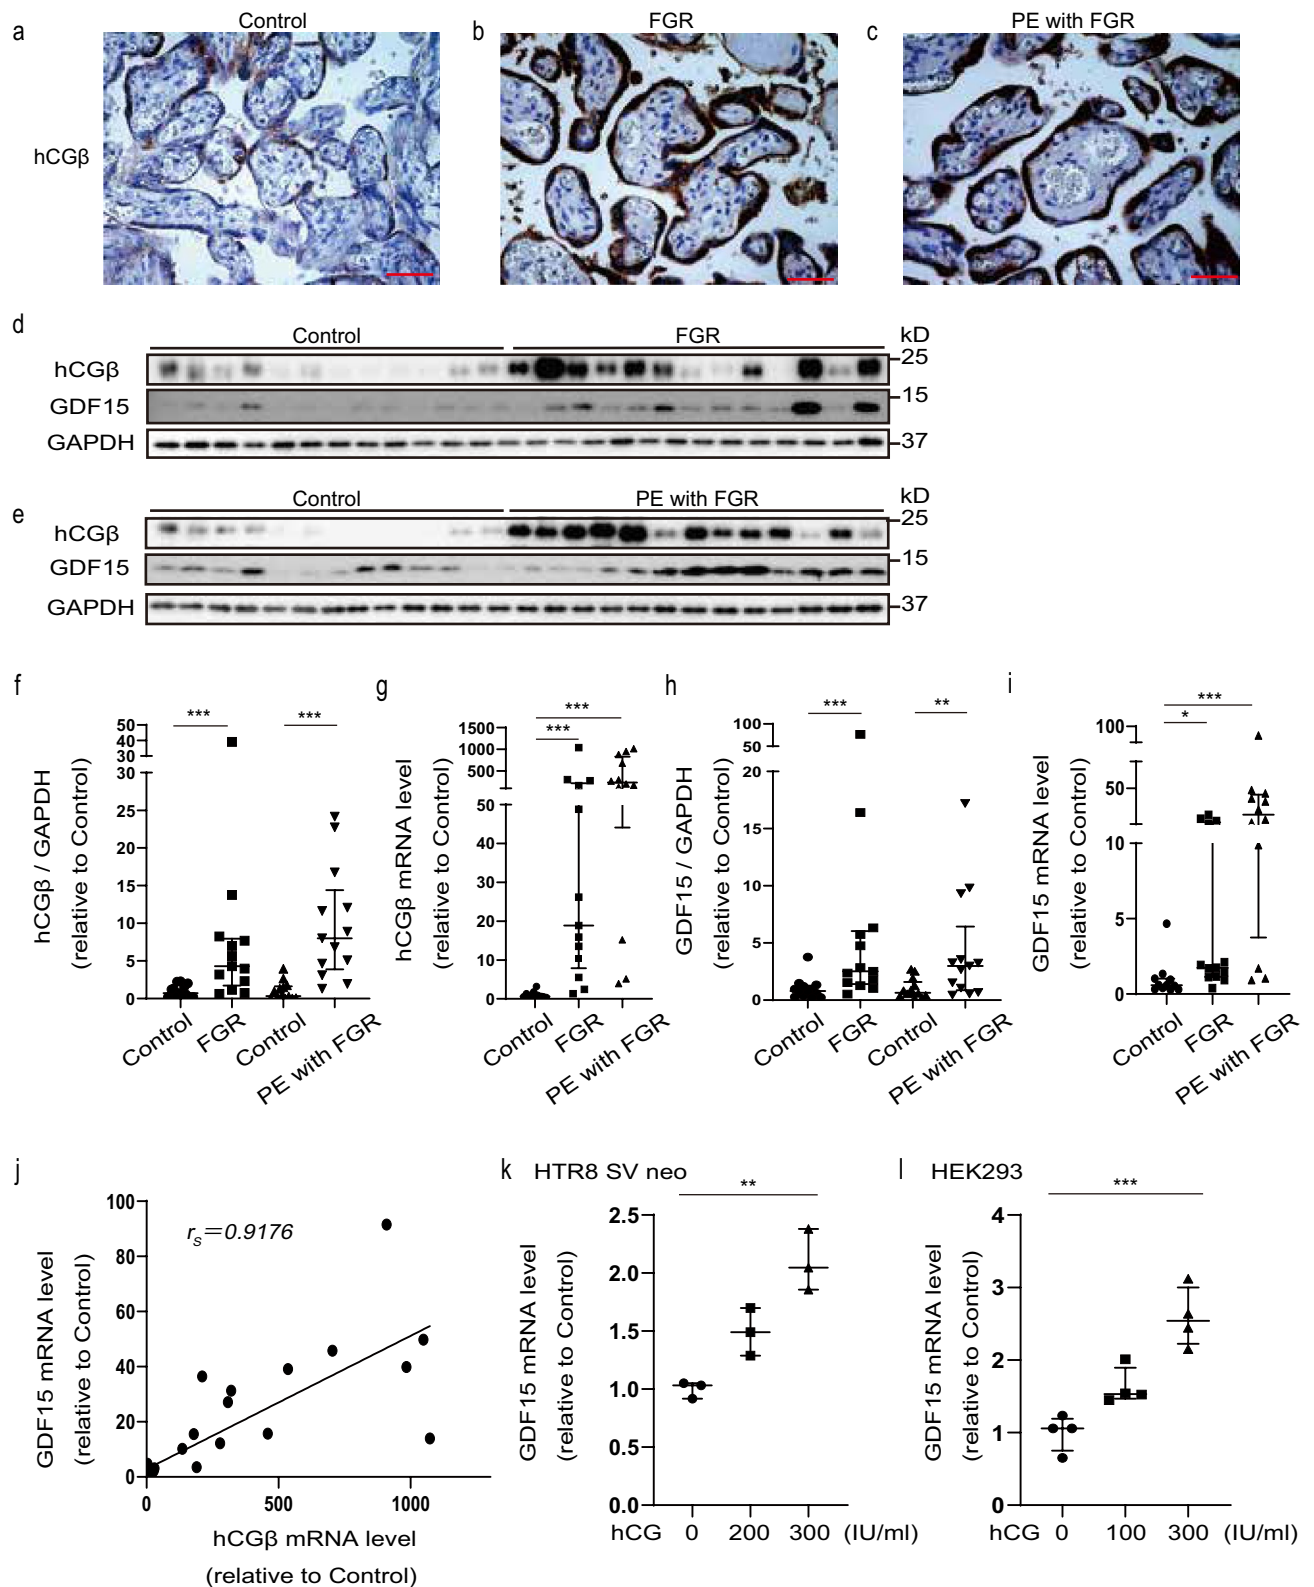 a
Control
b
FGR
c
PE with FGR
hCGβ
d
Control
FGR
kD
hCGβ
25
GDF15
15
GAPDH
37
e
Control
PE with FGR
kD
hCGβ
25
GDF15
15
GAPDH
37
f
hCGβ / GAPDH
(relative to Control)
50
40
30
30
25
20
15
10
5
0
***
***
Control
FGR
Control
PE with FGR
g
hCGβ mRNA level
(relative to Control)
1500
1000
500
50
40
30
20
10
0
***
***
Control
FGR
PE with FGR
h
GDF15 / GAPDH
(relative to Control)
100
50
20
15
10
5
0
***
**
Control
FGR
Control
PE with FGR
i
GDF15 mRNA level
(relative to Control)
100
50
10
5
0
***
*
Control
FGR
PE with FGR
j
GDF15 mRNA level
(relative to Control)
100
80
60
40
20
0
rs=0.9176
0
500
1000
hCGβ mRNA level
(relative to Control)
k
HTR8 SV neo
GDF15 mRNA level
(relative to Control)
**
2.5
2.0
1.5
1.0
0.5
0.0
hCG 0 200 300 (IU/ml)
l
HEK293
GDF15 mRNA level
(relative to Control)
***
4
3
2
1
0
hCG 0 100 300 (IU/ml)